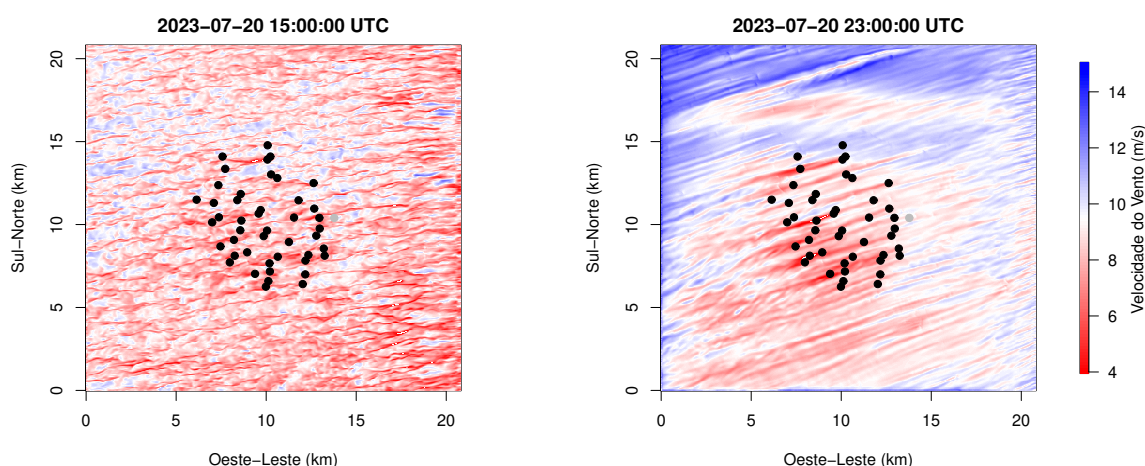 2023−07−20 15:00:00 UTC
20
15
10
5
0
Sul−Norte (km)
0 5 10 15 20
Oeste−Leste (km)
2023−07−20 23:00:00 UTC
20
15
10
5
0
Sul−Norte (km)
0 5 10 15 20
Oeste−Leste (km)
14
12
10
8
6
4
Velocidade do Vento (m/s)